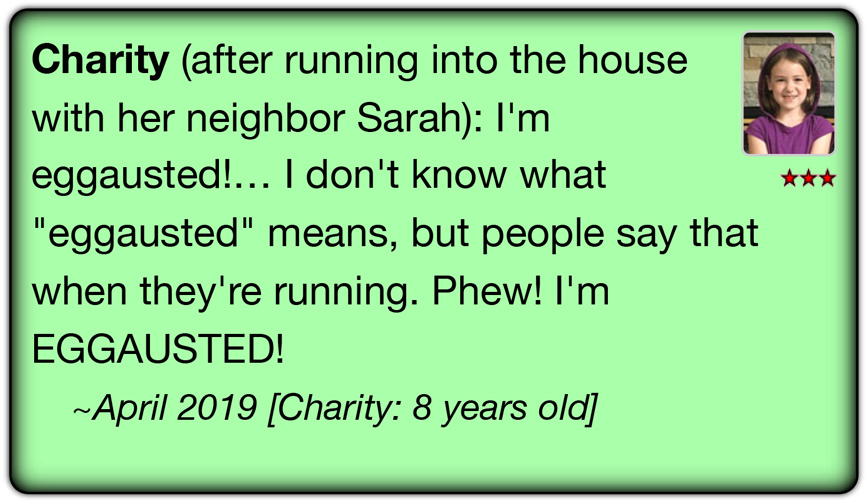 Charity (after running into the house
with her neighbor Sarah): I'm
eggausted!... I don't know what
"eggausted" means, but people say that
when they're running. Phew! I'm
EGGAUSTED!
~April 2019 [Charity: 8 years old]